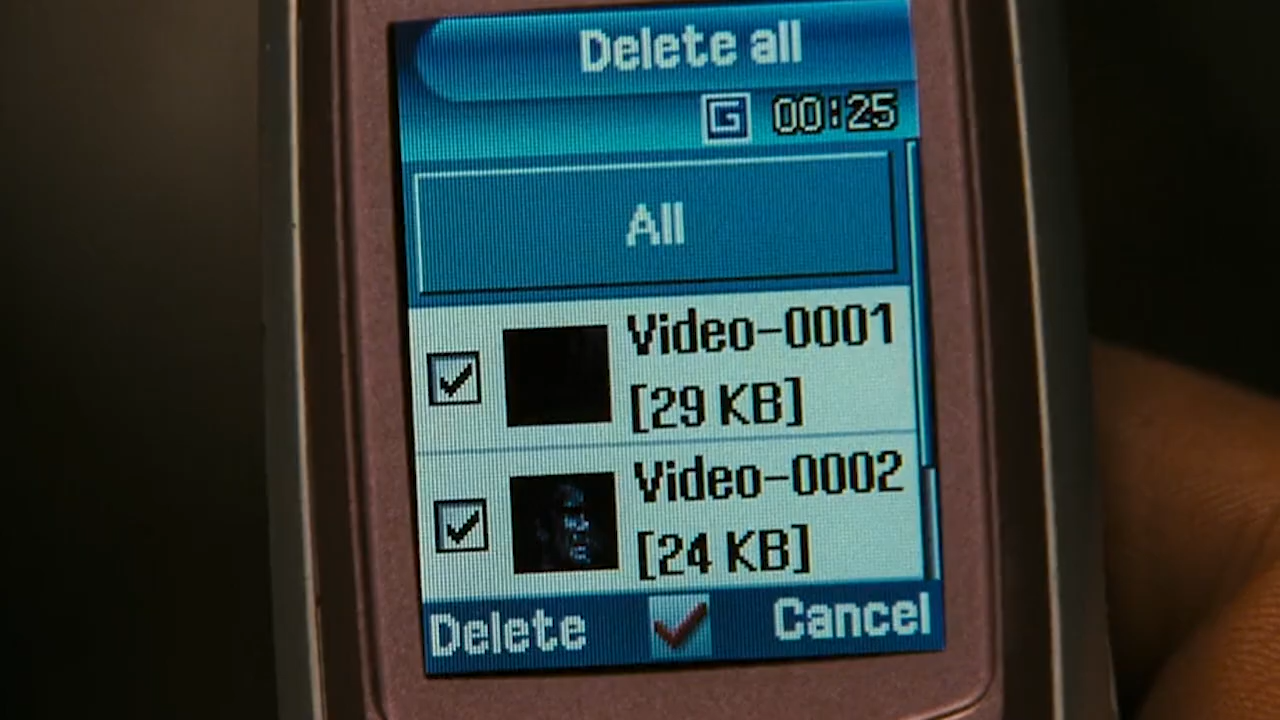 Delete all
G 00:25
All
Video-0001
[29 KB]
Video-0002
[24 KB]
Delete Cancel